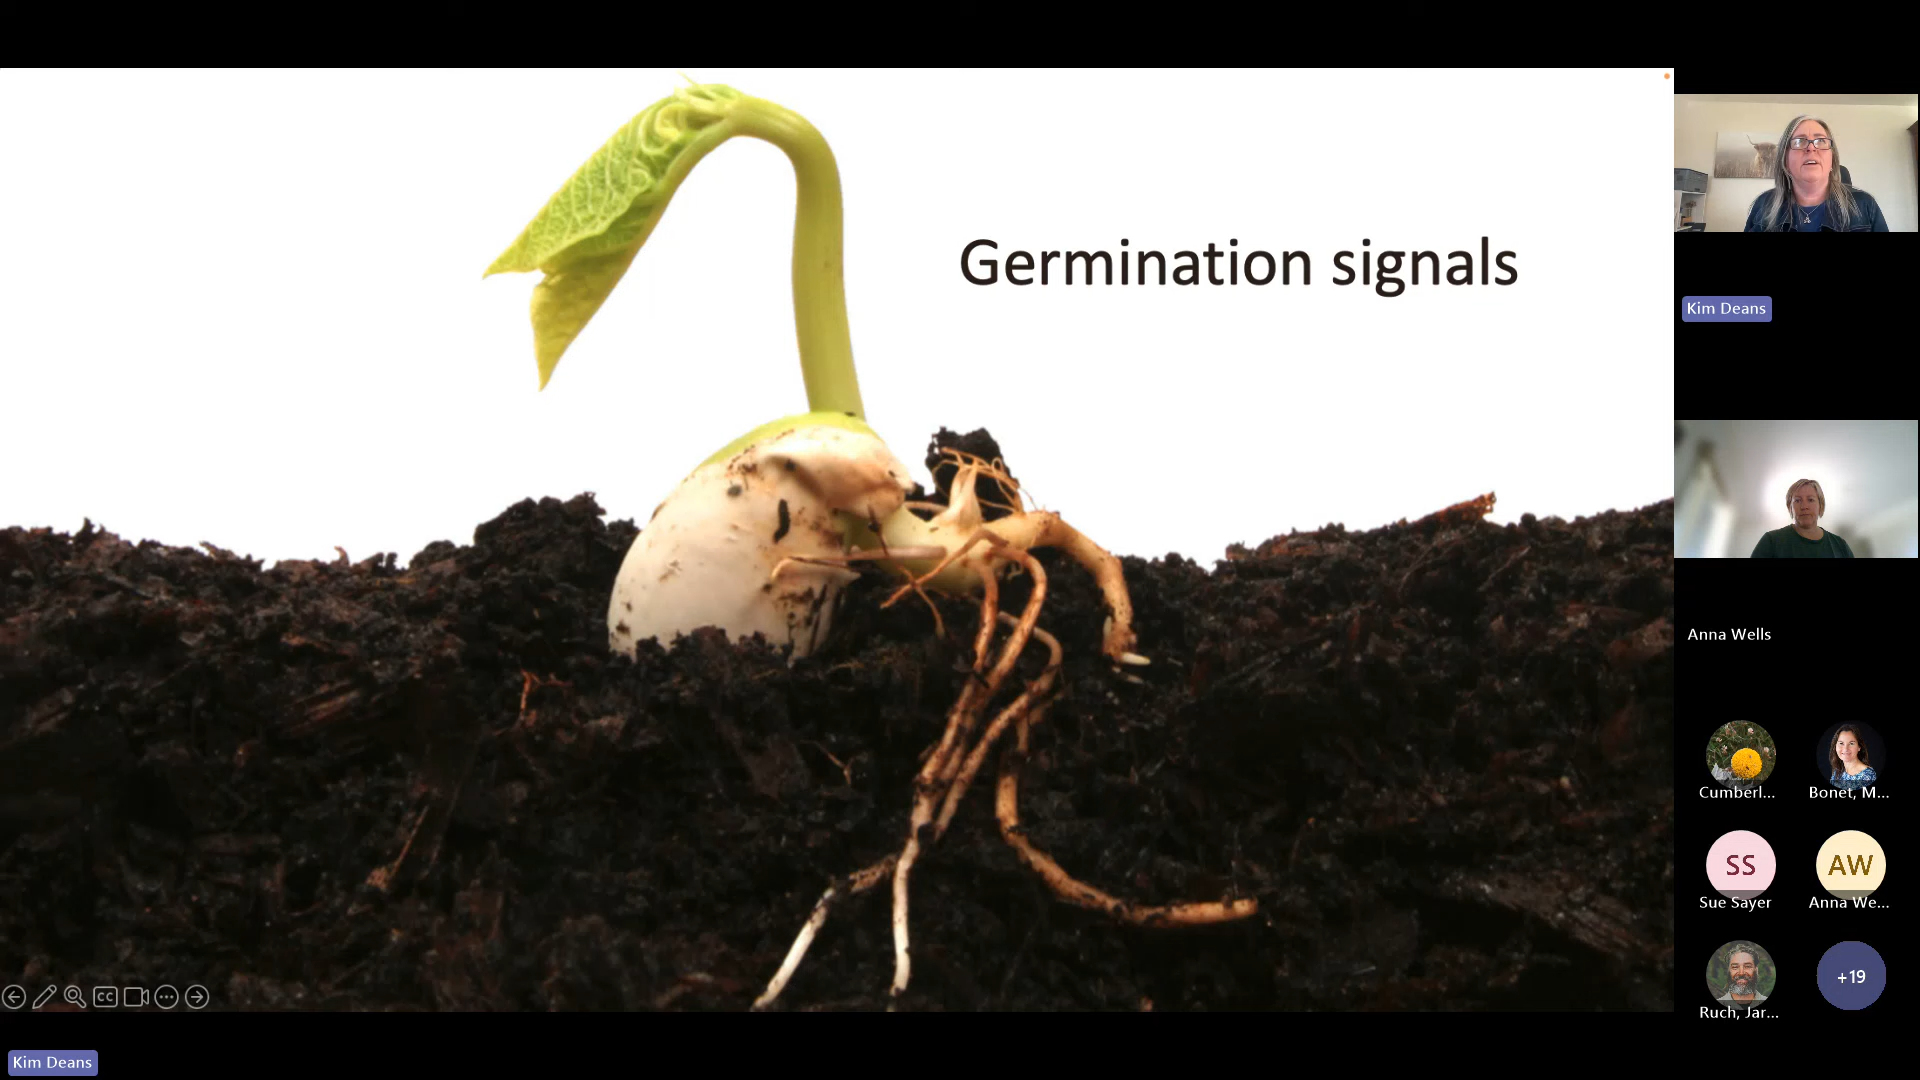 Germination signals
Kim Deans
Anna Wells
Cumberl...
Bonet, M...
SS
AW
Sue Sayer
Anna We...
+19
Ruch, Jar...
CC
Kim Deans